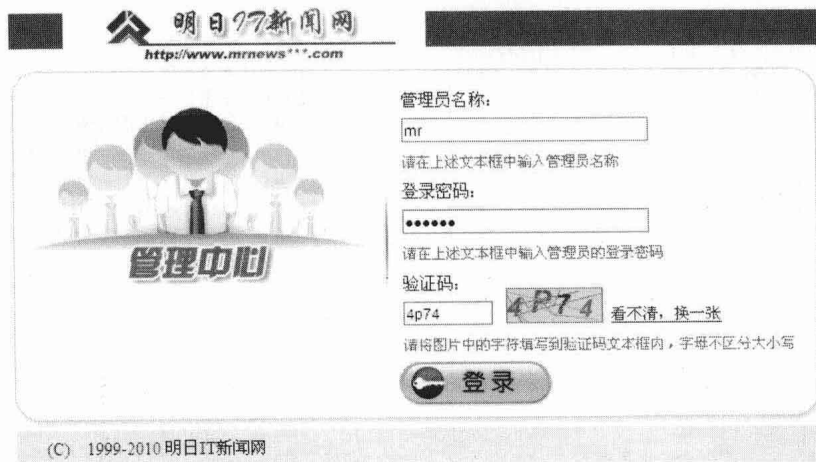 明日IT新闻网
http://www.mrnews***.com
管理中心
管理员名称：
mr
请在上述文本框中输入管理员名称
登录密码：
●●●●●●
请在上述文本框中输入管理员的登录密码
验证码：
4p74 4P74 看不清，换一张
请将图片中的字符填写到验证码文本框内，字母不区分大小写
登录
(C) 1999-2010 明日IT新闻网